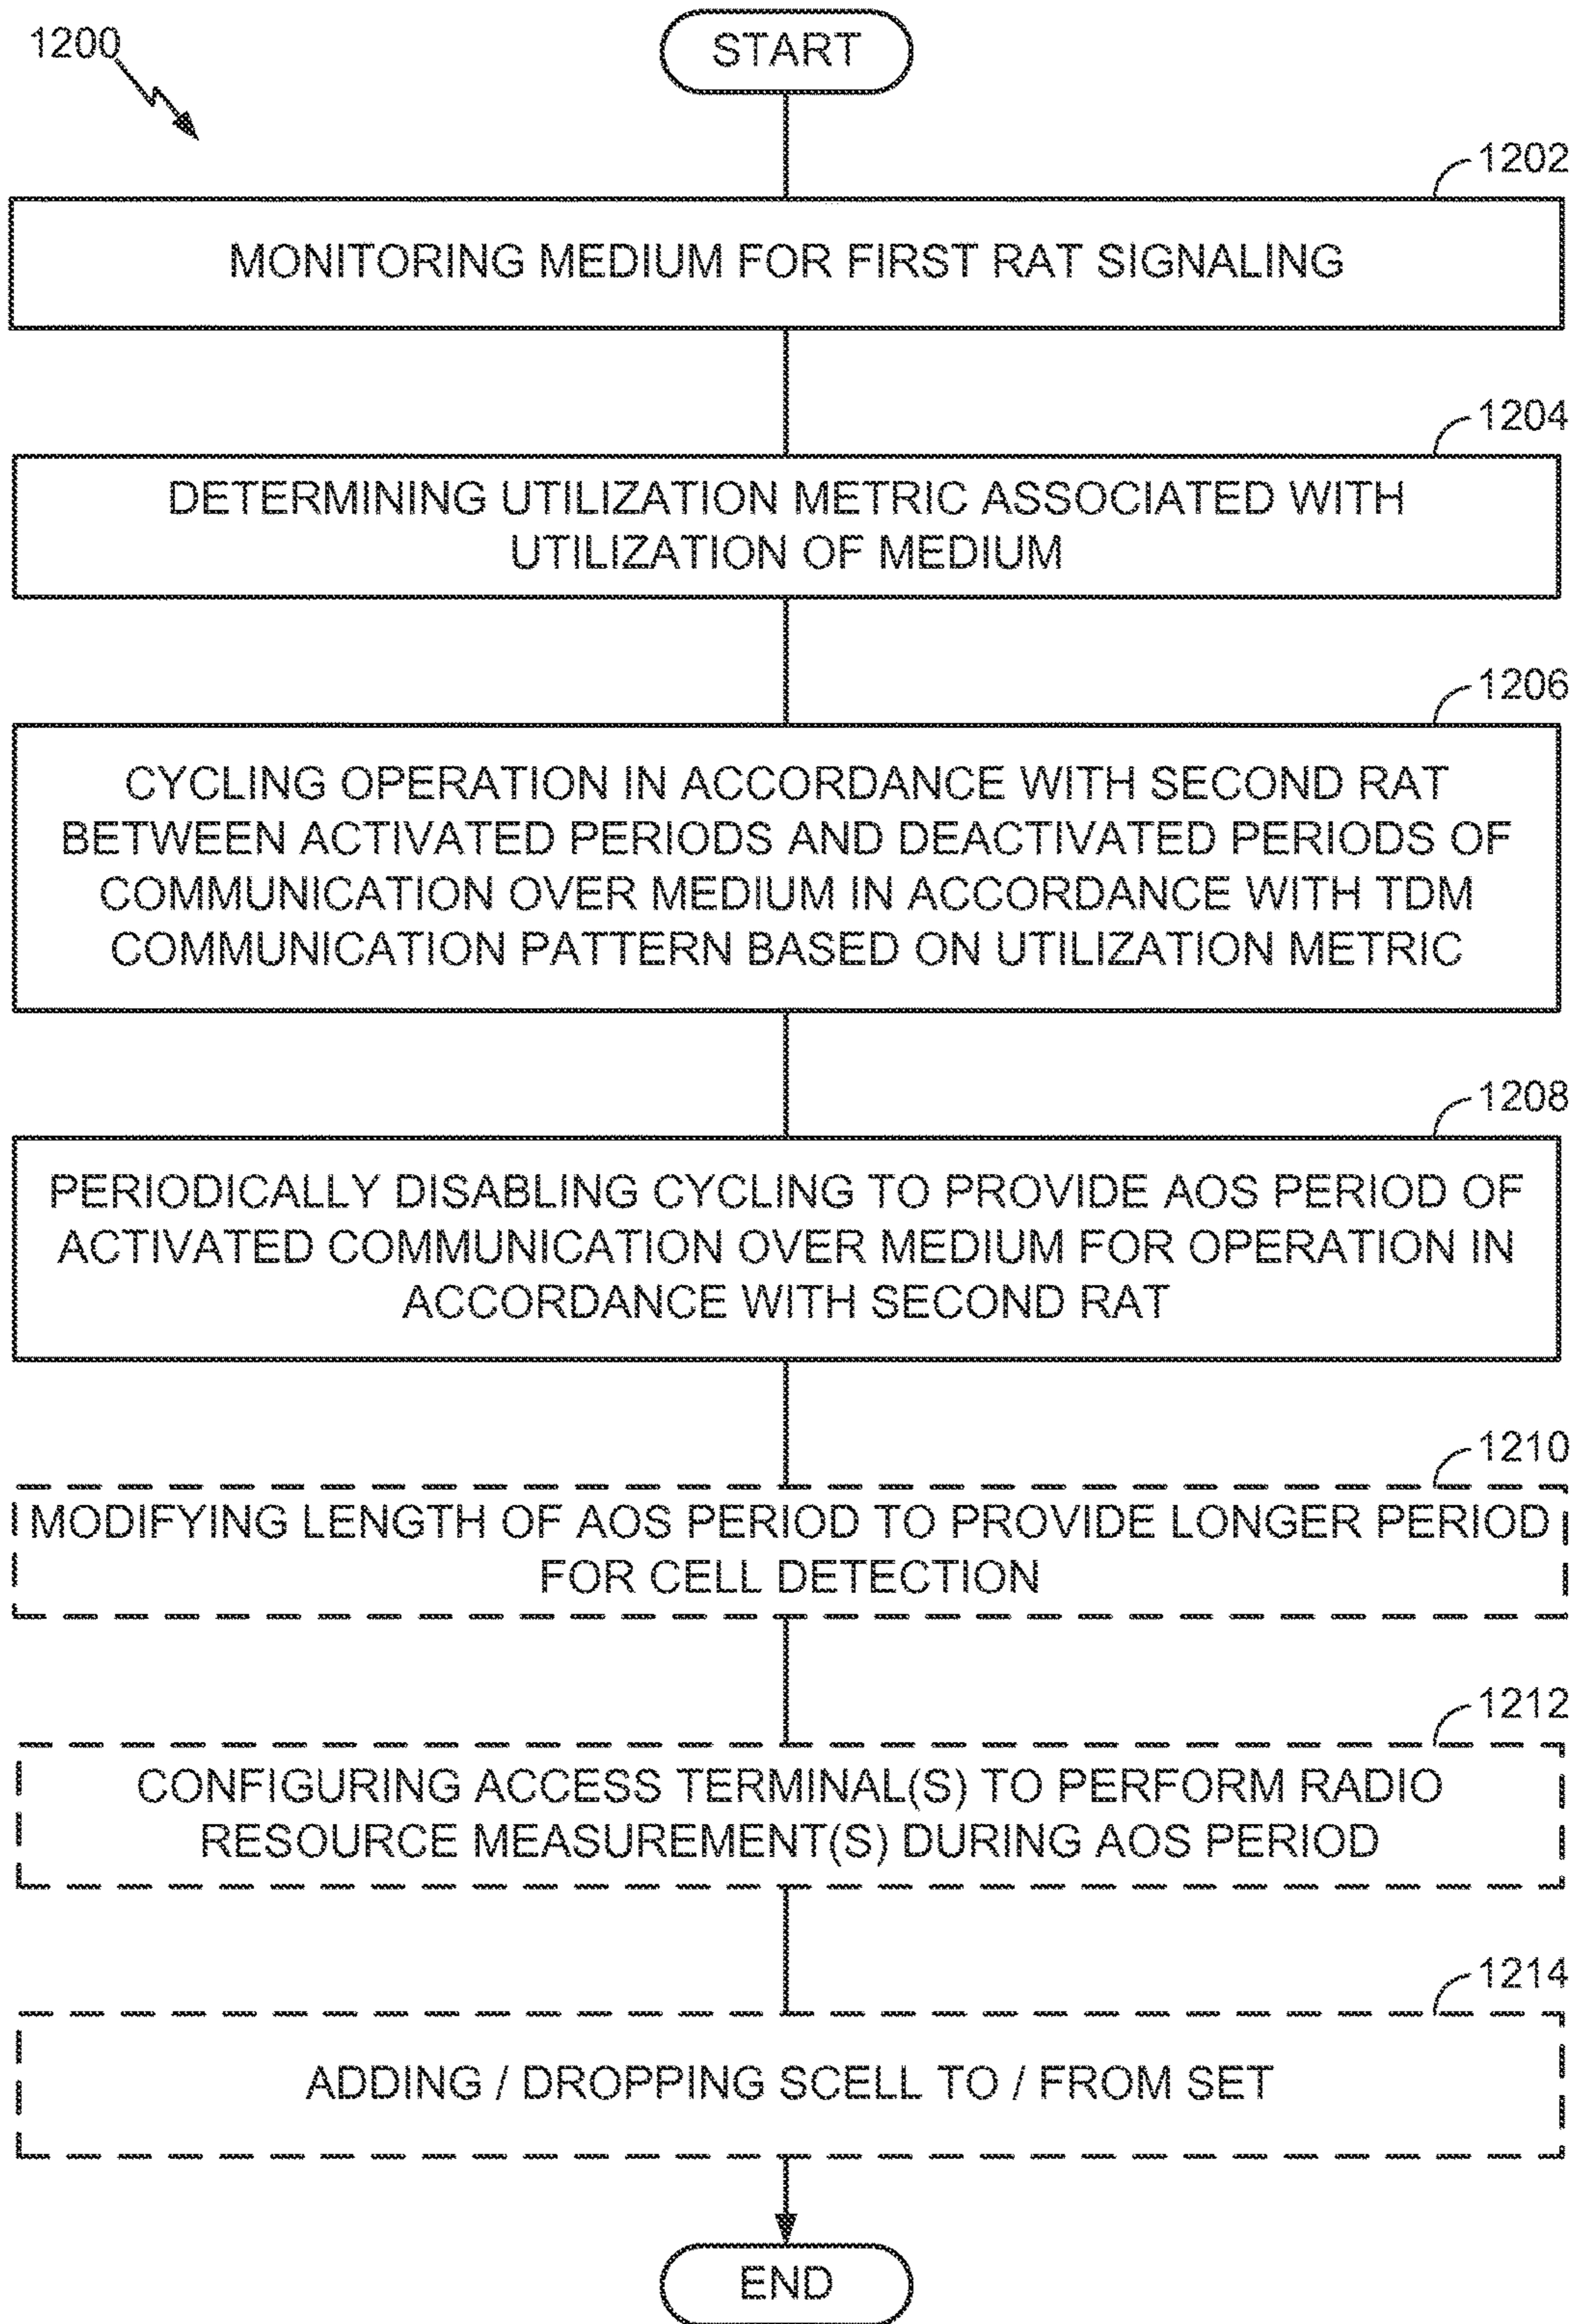 1200
START
1202
MONITORING MEDIUM FOR FIRST RAT SIGNALING
1204
DETERMINING UTILIZATION METRIC ASSOCIATED WITH
UTILIZATION OF MEDIUM
1206
CYCLING OPERATION IN ACCORDANCE WITH SECOND RAT
BETWEEN ACTIVATED PERIODS AND DEACTIVATED PERIODS OF
COMMUNICATION OVER MEDIUM IN ACCORDANCE WITH TDM
COMMUNICATION PATTERN BASED ON UTILIZATION METRIC
1208
PERIODICALLY DISABLING CYCLING TO PROVIDE AOS PERIOD OF
ACTIVATED COMMUNICATION OVER MEDIUM FOR OPERATION IN
ACCORDANCE WITH SECOND RAT
1210
MODIFYING LENGTH OF AOS PERIOD TO PROVIDE LONGER PERIOD
FOR CELL DETECTION
1212
CONFIGURING ACCESS TERMINAL(S) TO PERFORM RADIO
RESOURCE MEASUREMENT(S) DURING AOS PERIOD
1214
ADDING / DROPPING SCELL TO / FROM SET
END